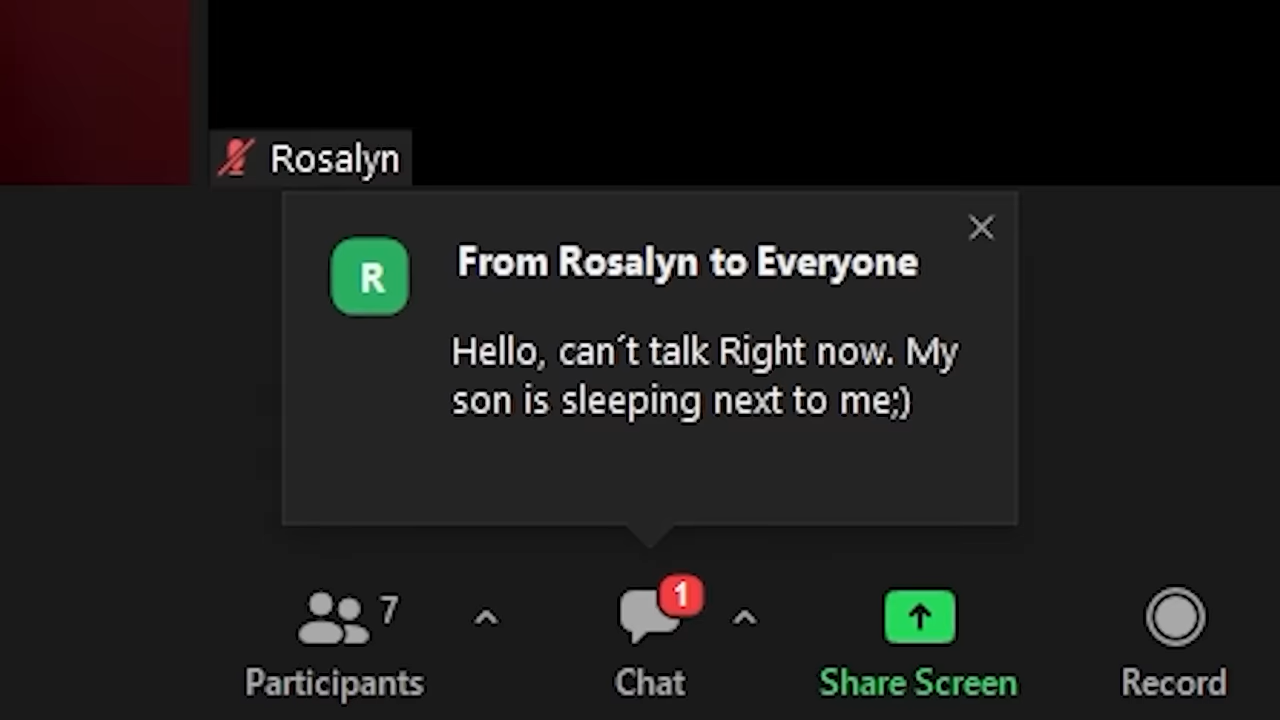 Rosalyn
R
From Rosalyn to Everyone
Hello, can´t talk Right now. My
son is sleeping next to me;)
7
1
Participants
Chat
Share Screen
Record